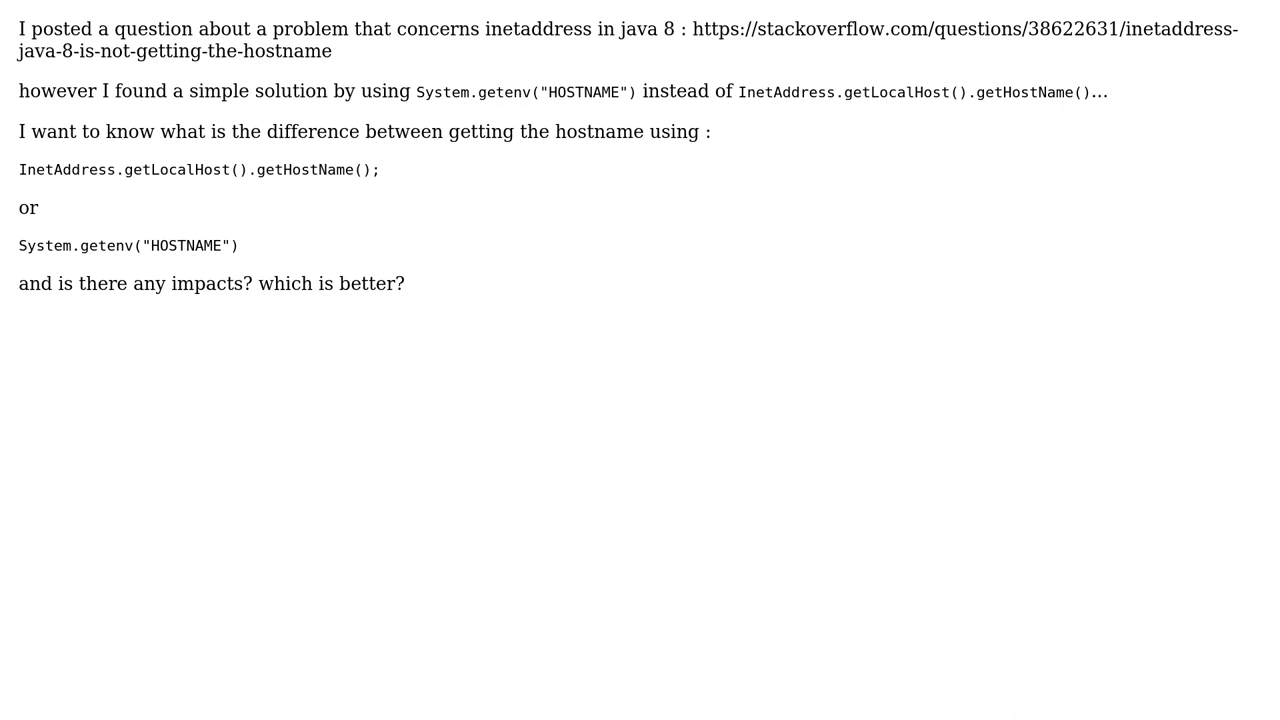 I posted a question about a problem that concerns inetaddress in java 8 : https://stackoverflow.com/questions/38622631/inetaddress-
java-8-is-not-getting-the-hostname
however I found a simple solution by using System.getenv("HOSTNAME") instead of InetAddress.getLocalHost().getHostName()...
I want to know what is the difference between getting the hostname using :
InetAddress.getLocalHost().getHostName();
or
System.getenv("HOSTNAME")
and is there any impacts? which is better?